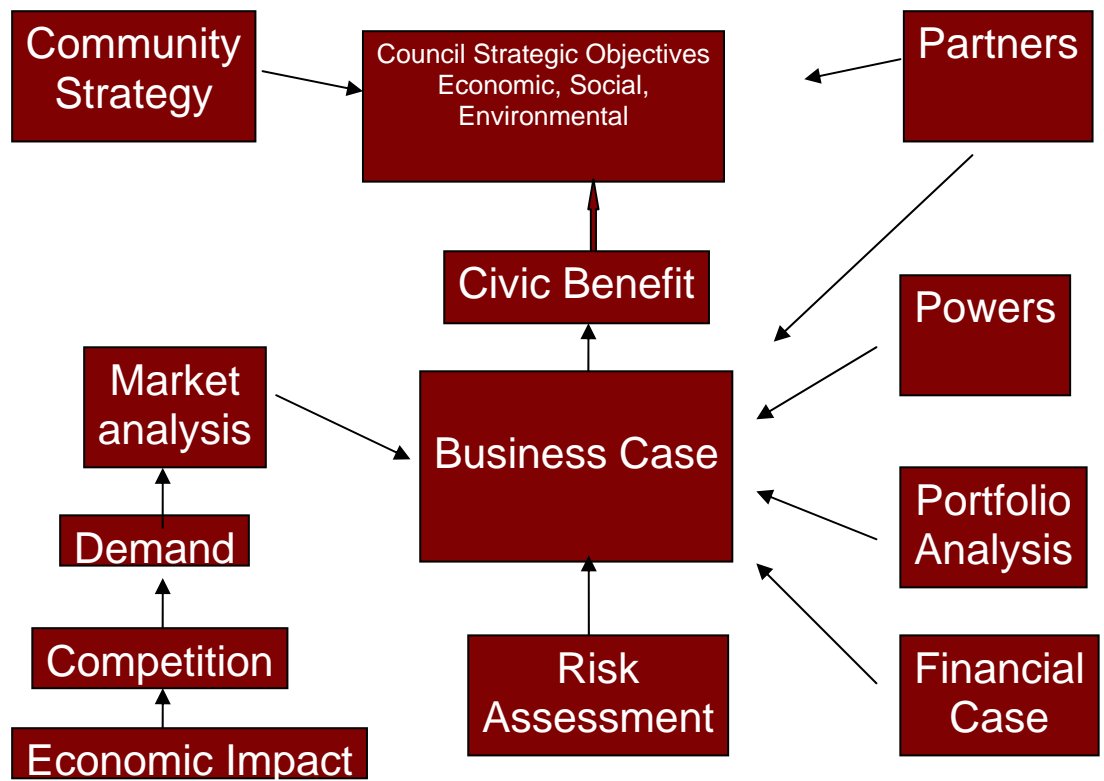 Community
Strategy
Council Strategic Objectives
Economic, Social,
Environmental
Partners
Civic Benefit
Powers
Market
analysis
Business Case
Portfolio
Analysis
Demand
Competition
Risk
Assessment
Financial
Case
Economic Impact